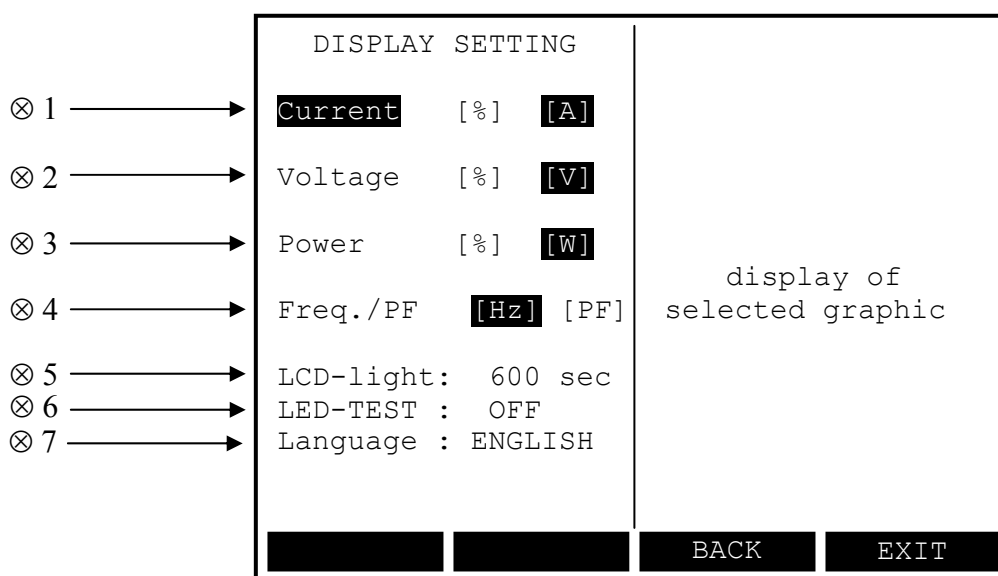 DISPLAY SETTING
⊗ 1 Current [%] [A]
⊗ 2 Voltage [%] [V]
⊗ 3 Power [%] [W]
⊗ 4 Freq./PF [Hz] [PF]
⊗ 5 LCD-light: 600 sec
⊗ 6 LED-TEST : OFF
⊗ 7 Language : ENGLISH
display of
selected graphic
BACK EXIT